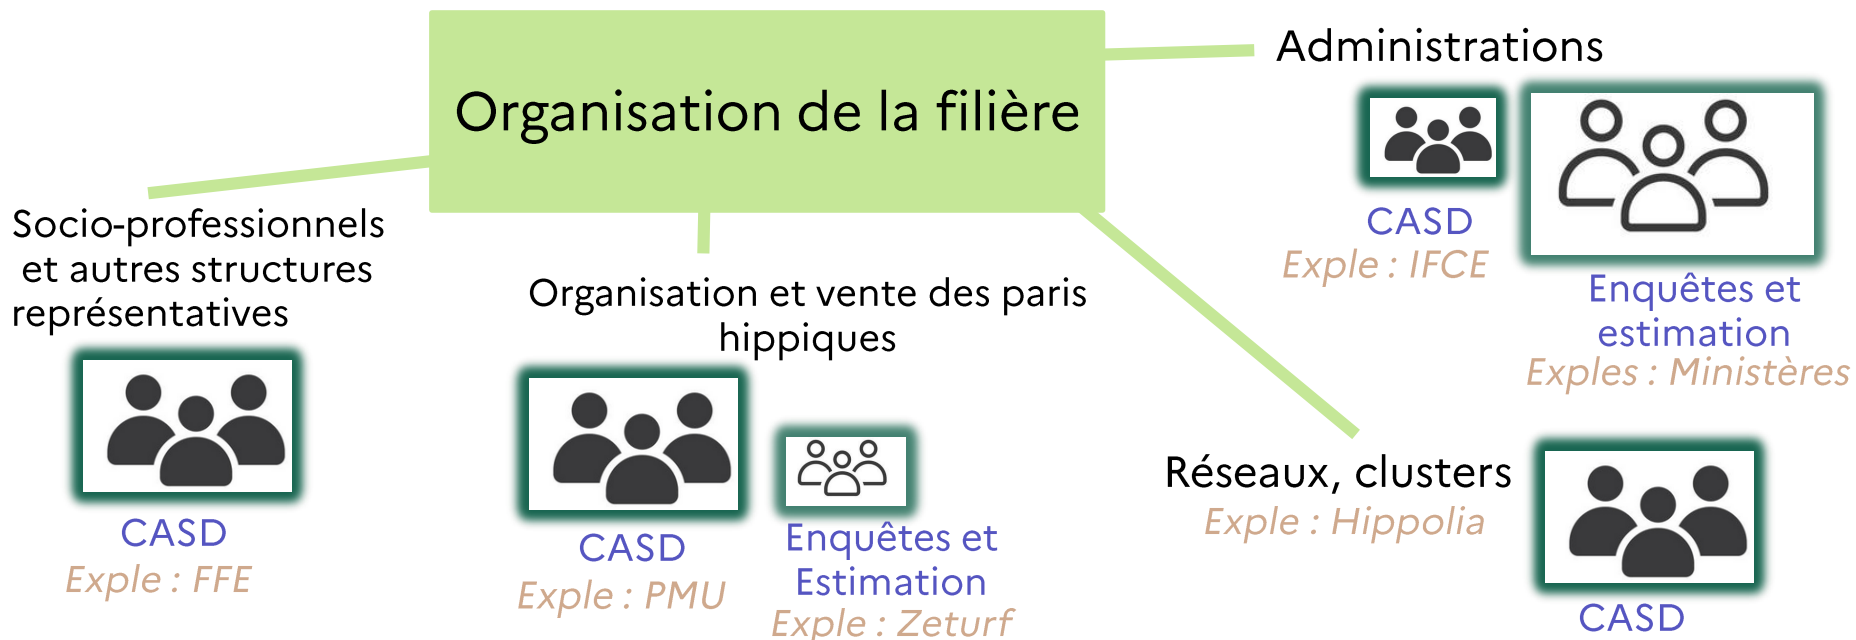 Organisation de la filière
Administrations
CASD
Exple : IFCE
Enquêtes et
estimation
Exples : Ministères
Socio-professionnels
et autres structures
représentatives
CASD
Exple : FFE
Organisation et vente des paris
hippiques
CASD
Exple : PMU
Enquêtes et
Estimation
Exple : Zeturf
Réseaux, clusters
Exple : Hippolia
CASD